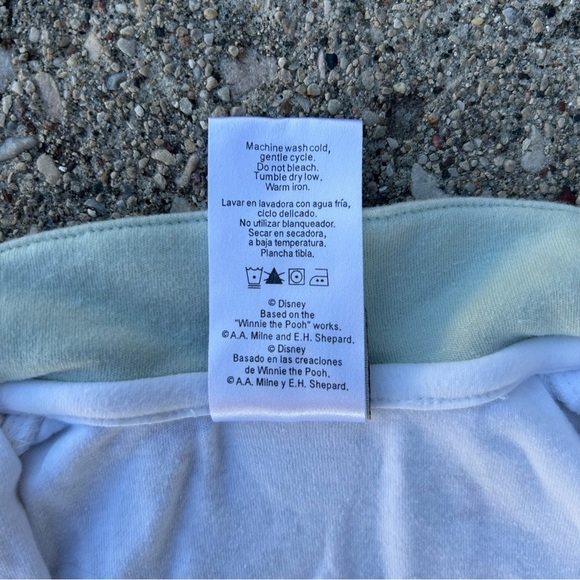 Machine wash cold,
gentle cycle.
Do not bleach.
Tumble dry low.
Warm iron.
Lavar en lavadora con agua fría,
ciclo delicado.
No utilizar blanqueador.
Secar en secadora,
a baja temperatura.
Plancha tibia.
© Disney
Based on the
"Winnie the Pooh" works.
© A.A. Milne and E.H. Shepard.
© Disney
Basado en las creaciones
de Winnie the Pooh.
© A.A. Milne y E.H. Shepard.